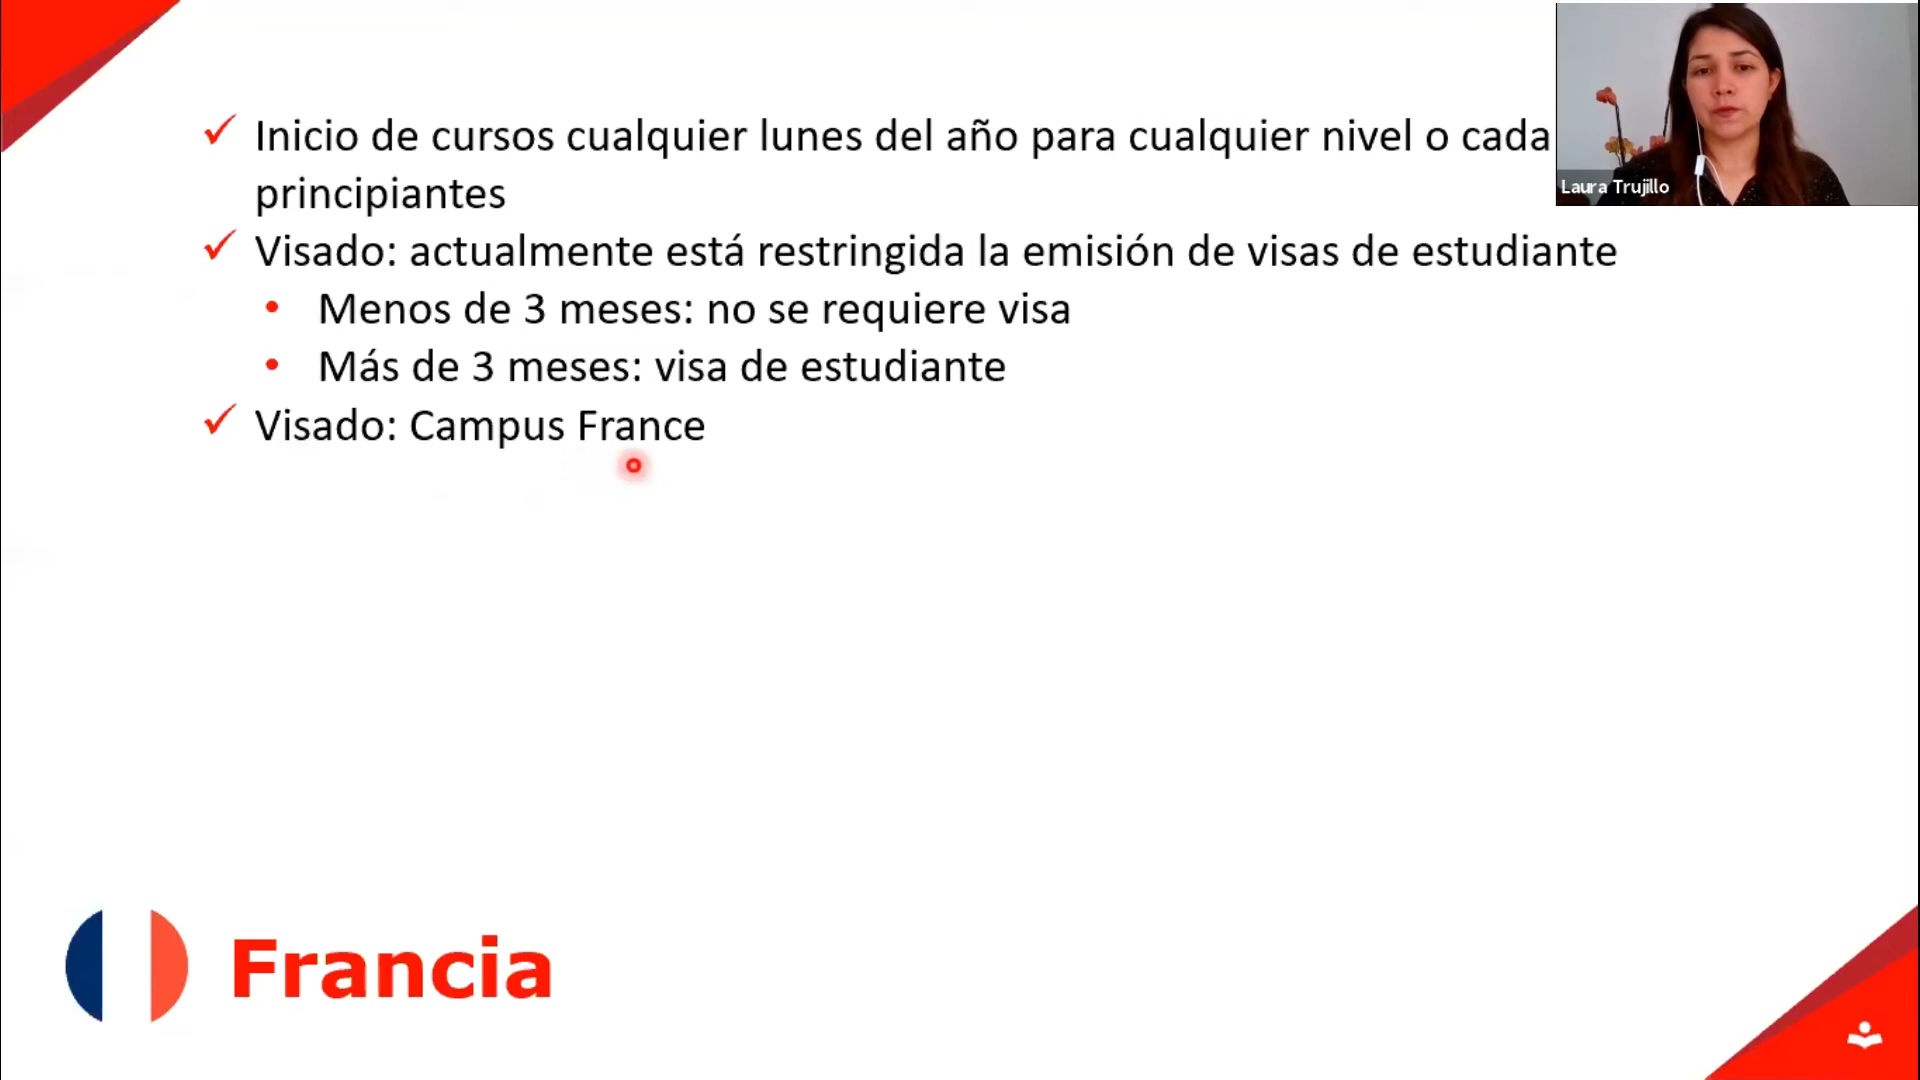 Inicio de cursos cualquier lunes del año para cualquier nivel o cada
principiantes
Visado: actualmente está restringida la emisión de visas de estudiante
Menos de 3 meses: no se requiere visa
Más de 3 meses: visa de estudiante
Visado: Campus France
Laura Trujillo
Francia